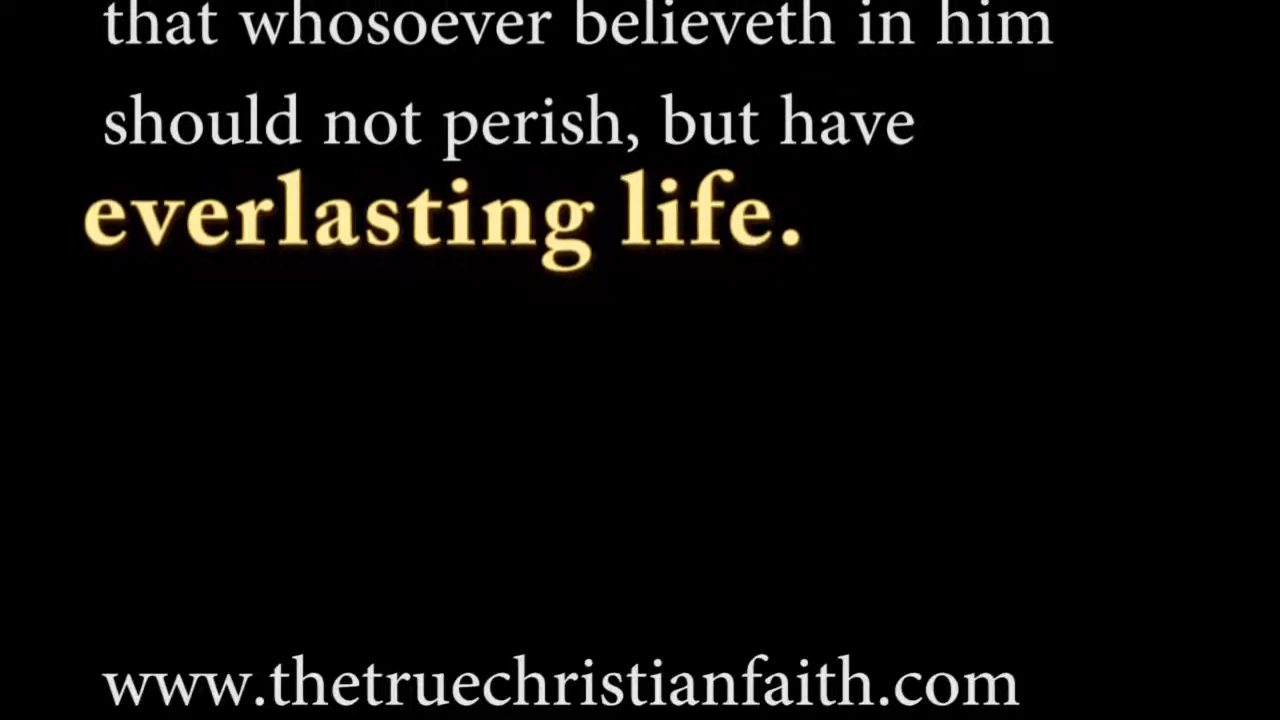 that whosoever believeth in him
should not perish, but have
everlasting life.
www.thetruechristianfaith.com